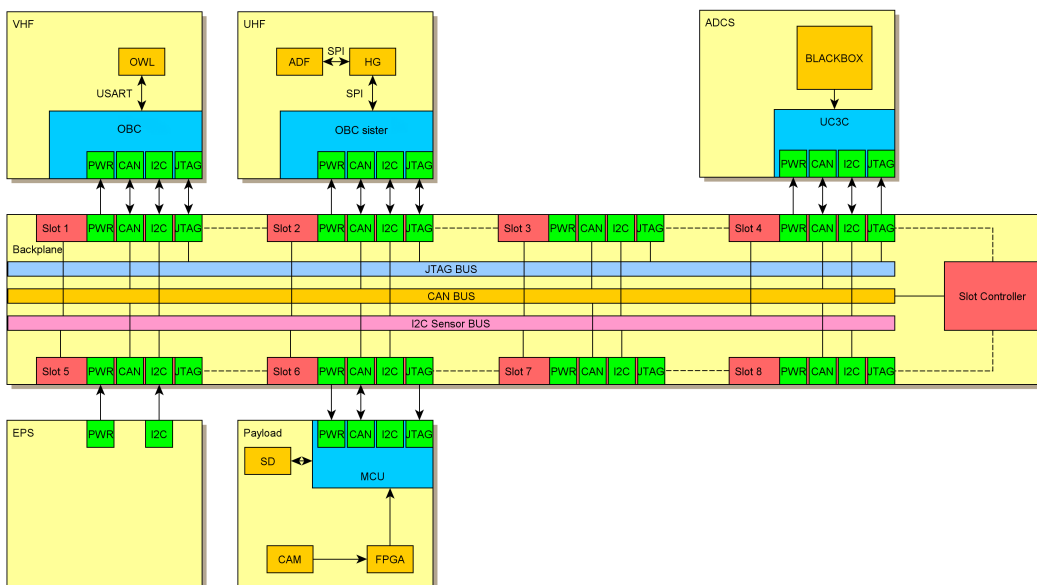 VHF
OWL
USART
OBC
PWR CAN I2C JTAG
UHF
ADF SPI HG
SPI
OBC sister
PWR CAN I2C JTAG
ADCS
BLACKBOX
UC3C
PWR CAN I2C JTAG
Slot 1 PWR CAN I2C JTAG
Slot 2 PWR CAN I2C JTAG
Slot 3 PWR CAN I2C JTAG
Slot 4 PWR CAN I2C JTAG
Backplane
JTAG BUS
CAN BUS
I2C Sensor BUS
Slot Controller
Slot 5 PWR CAN I2C JTAG
Slot 6 PWR CAN I2C JTAG
Slot 7 PWR CAN I2C JTAG
Slot 8 PWR CAN I2C JTAG
EPS
PWR I2C
Payload
PWR CAN I2C JTAG
SD
MCU
CAM
FPGA